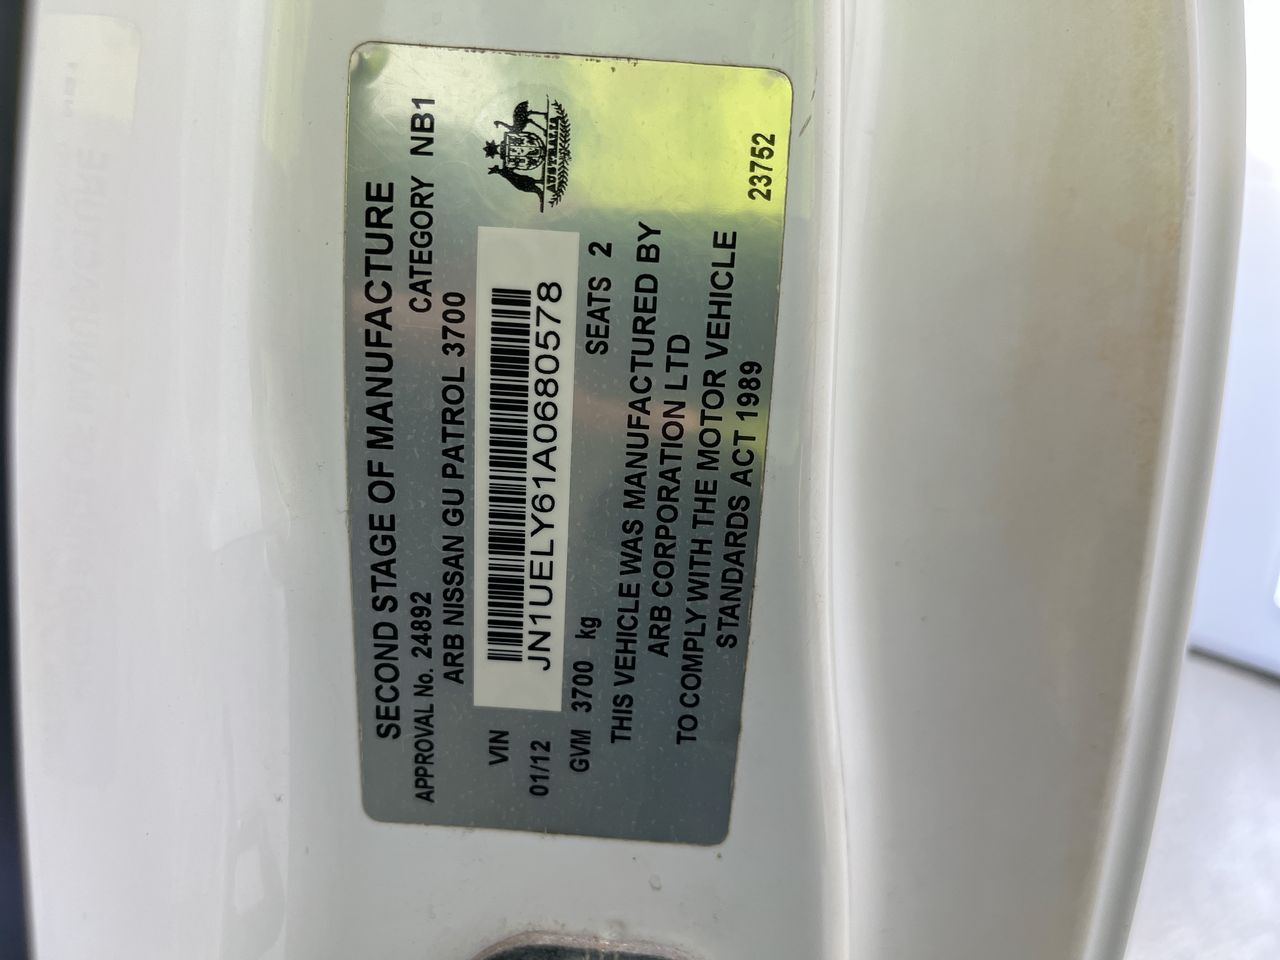 SECOND STAGE OF MANUFACTURE
APPROVAL No. 24892 CATEGORY NB1
ARB NISSAN GU PATROL 3700
AUSTRALIA
VIN
JN1UELY61A0680578
01/12
GVM 3700 kg SEATS 2
THIS VEHICLE WAS MANUFACTURED BY
ARB CORPORATION LTD
TO COMPLY WITH THE MOTOR VEHICLE
STANDARDS ACT 1989
23752